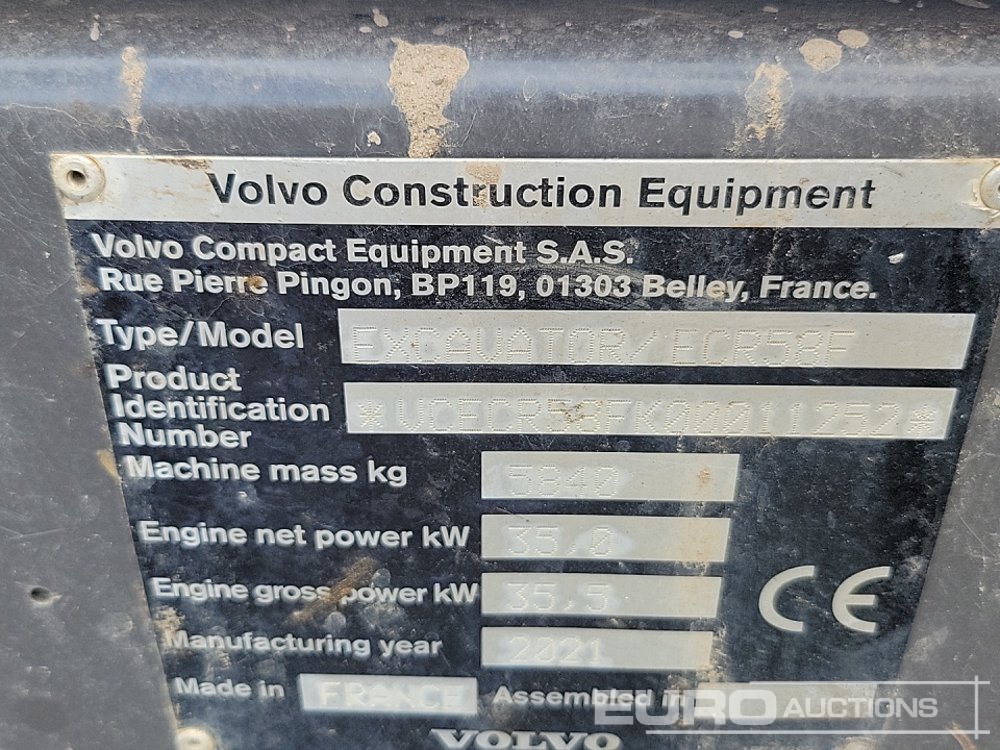 Volvo Construction Equipment
Volvo Compact Equipment S.A.S.
Rue Pierre Pingon, BP119, 01303 Belley, France.
Type/Model EXCAVATOR/ECR58F
Product
Identification
Number *VCECR58FK00011252*
Machine mass kg 5840
Engine net power kW 35,0
Engine gross power kW 35,5
Manufacturing year 2021
Made in FRANCE Assembled in
VOLVO
EURO AUCTIONS